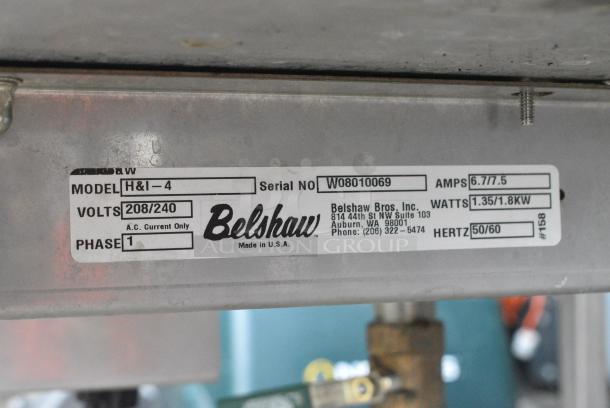 MODEL H&I-4 Serial NO W08010069 AMPS 6.7/7.5
VOLTS 208/240 WATTS 1.35/1.8KW
A.C. Current Only
PHASE 1 HERTZ 50/60
Belshaw
Made in U.S.A.
Belshaw Bros, Inc.
814 44th St NW Suite 103
Auburn, WA 98001
Phone: (206) 322-5474
#158
AUCTION GROUP